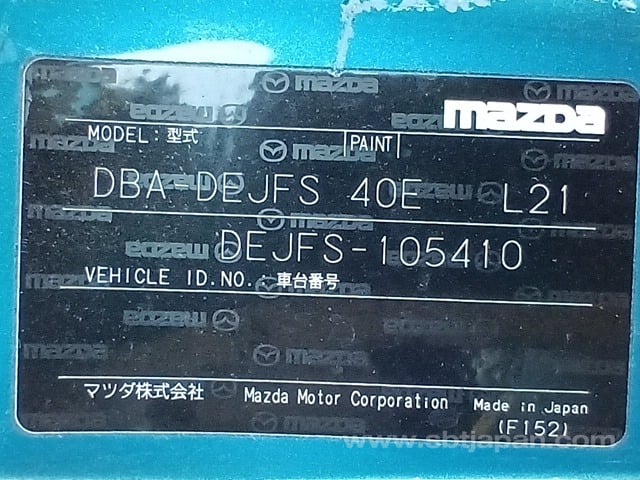 mazda
MODEL: 型式 PAINT
DBA-DEJFS 40E L21
DEJFS-105410
VEHICLE ID.NO.: 車台番号
マツダ株式会社 Mazda Motor Corporation Made in Japan
(F152)
www.sbtjapan.com